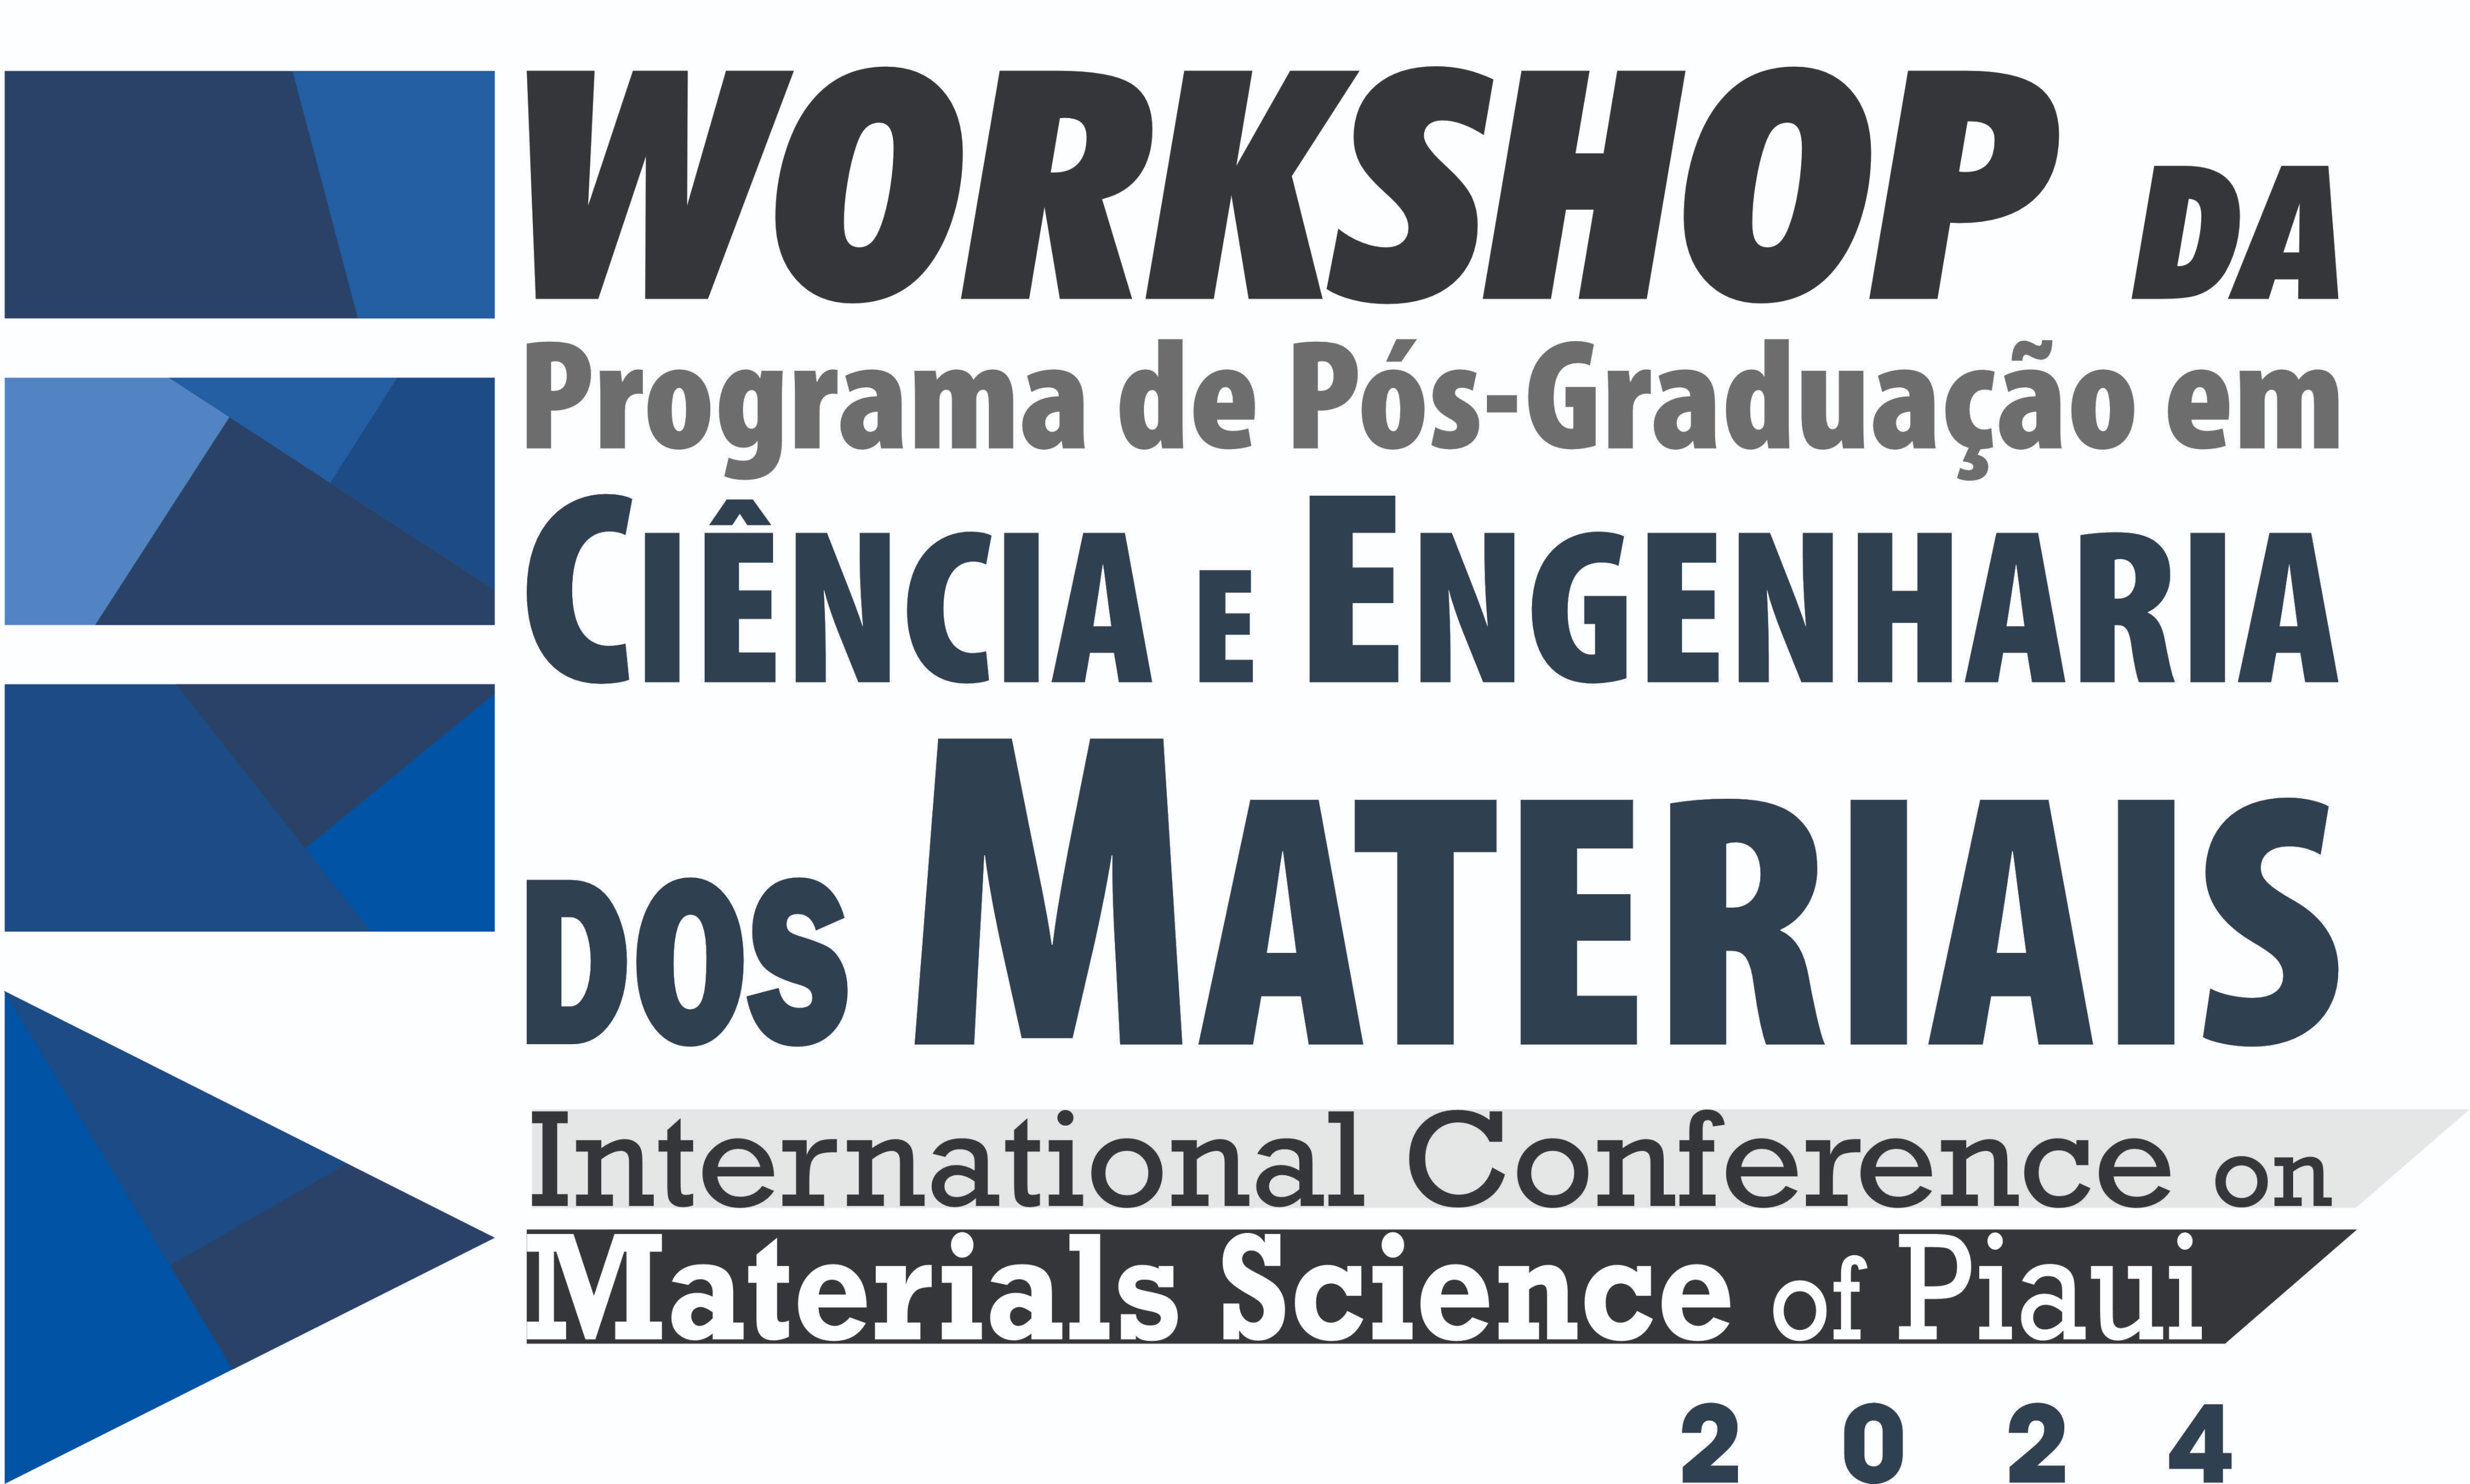 WORKSHOP DA
Programa de Pós-Graduação em
CIÊNCIA E ENGENHARIA
DOS MATERIAIS
International Conference on
Materials Science of Piaui
2024